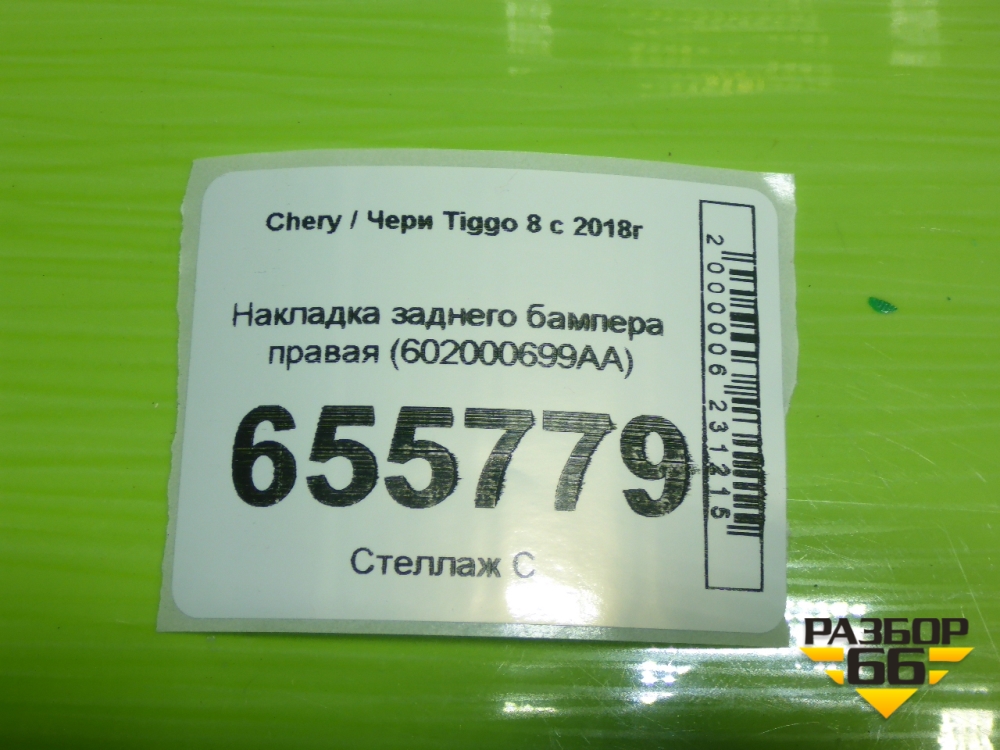 Chery / Чери Tiggo 8 с 2018г
Накладка заднего бампера
правая (602000699AA)
655779
Стеллаж С
2000006231215
РАЗБОР
66